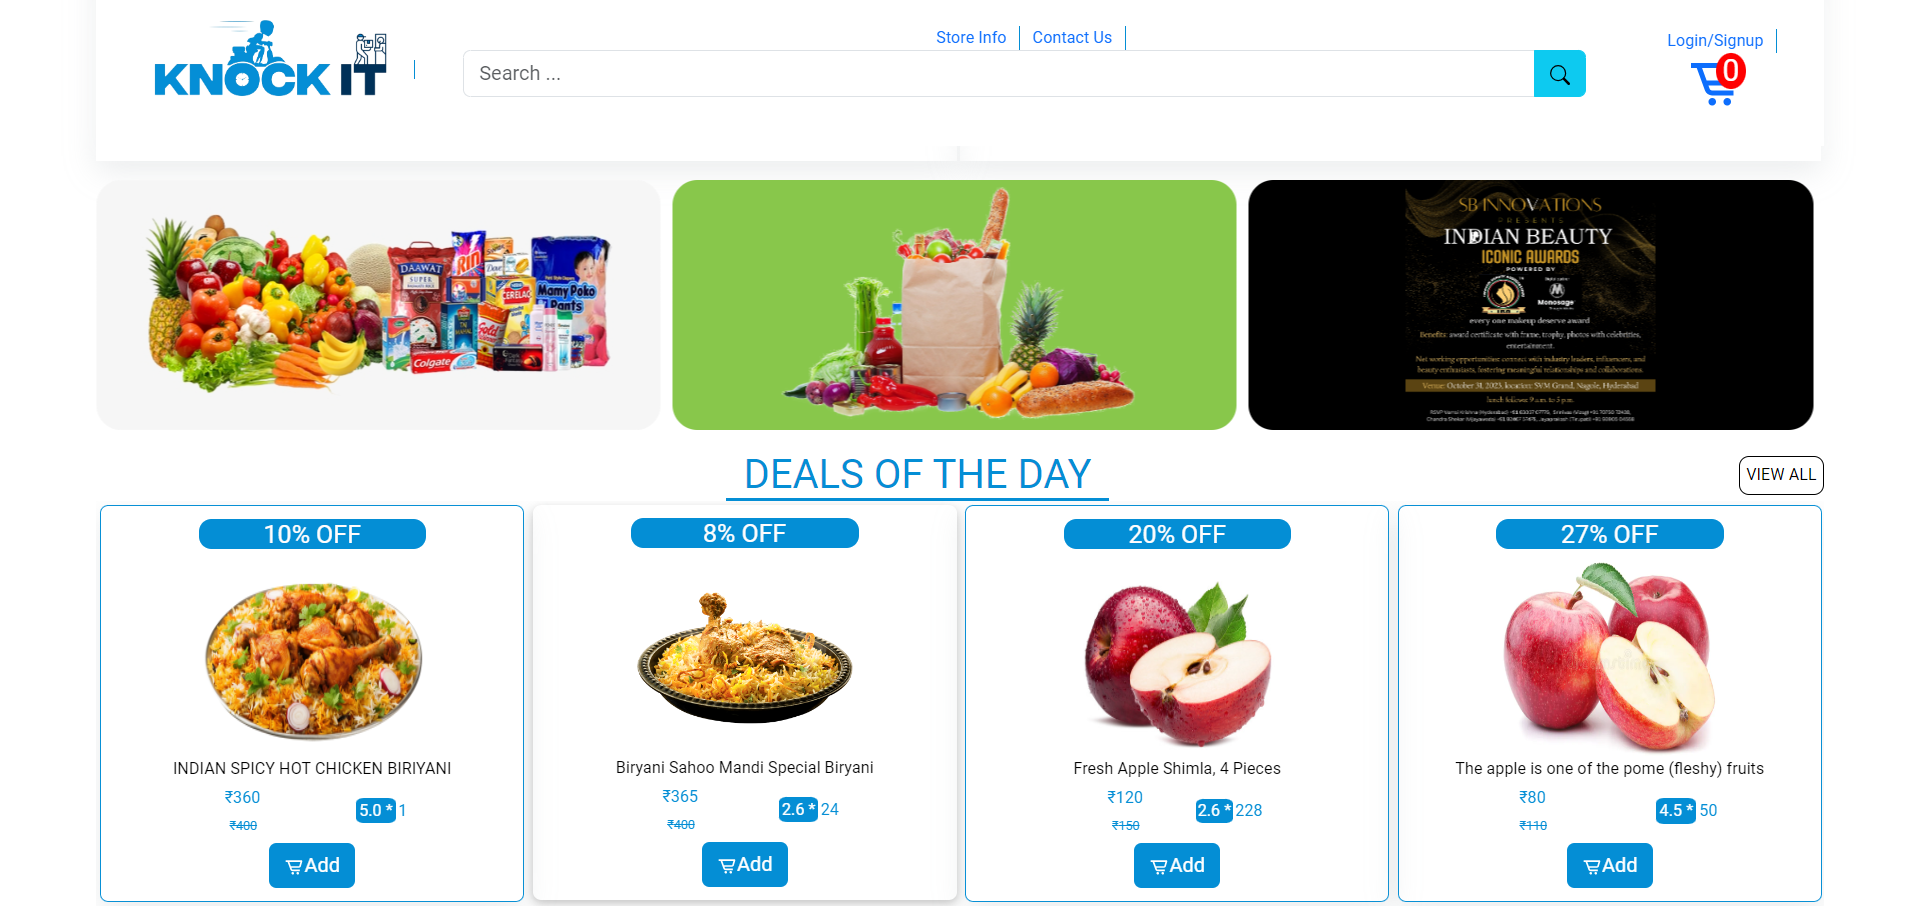 KNOCK IT
Store Info
Contact Us
Login/Signup
Search ...
0
DAAWAT
SUPER
Rin
Dove
CERELAC
Mamy Poko
Pants
Gold
Colgate
SB INNOVATIONS
PRESENTS
INDIAN BEAUTY
ICONIC AWARDS
POWERED BY
Monosage
every one makeup deserve award
Benefits: award certificate with frame, trophy, photos with celebrities,
entertainment.
Net working opportunities: connect with industry leaders, influencers, and
beauty enthusiasts, fostering meaningful relationships and collaborations.
Venue: October 31, 2023, location: SVM Grand, Nagole, Hyderabad
DEALS OF THE DAY
VIEW ALL
10% OFF
INDIAN SPICY HOT CHICKEN BIRIYANI
₹360
₹400
5.0 * 1
Add
8% OFF
Biryani Sahoo Mandi Special Biryani
₹365
₹400
2.6 * 24
Add
20% OFF
Fresh Apple Shimla, 4 Pieces
₹120
₹150
2.6 * 228
Add
27% OFF
The apple is one of the pome (fleshy) fruits
₹80
₹110
4.5 * 50
Add